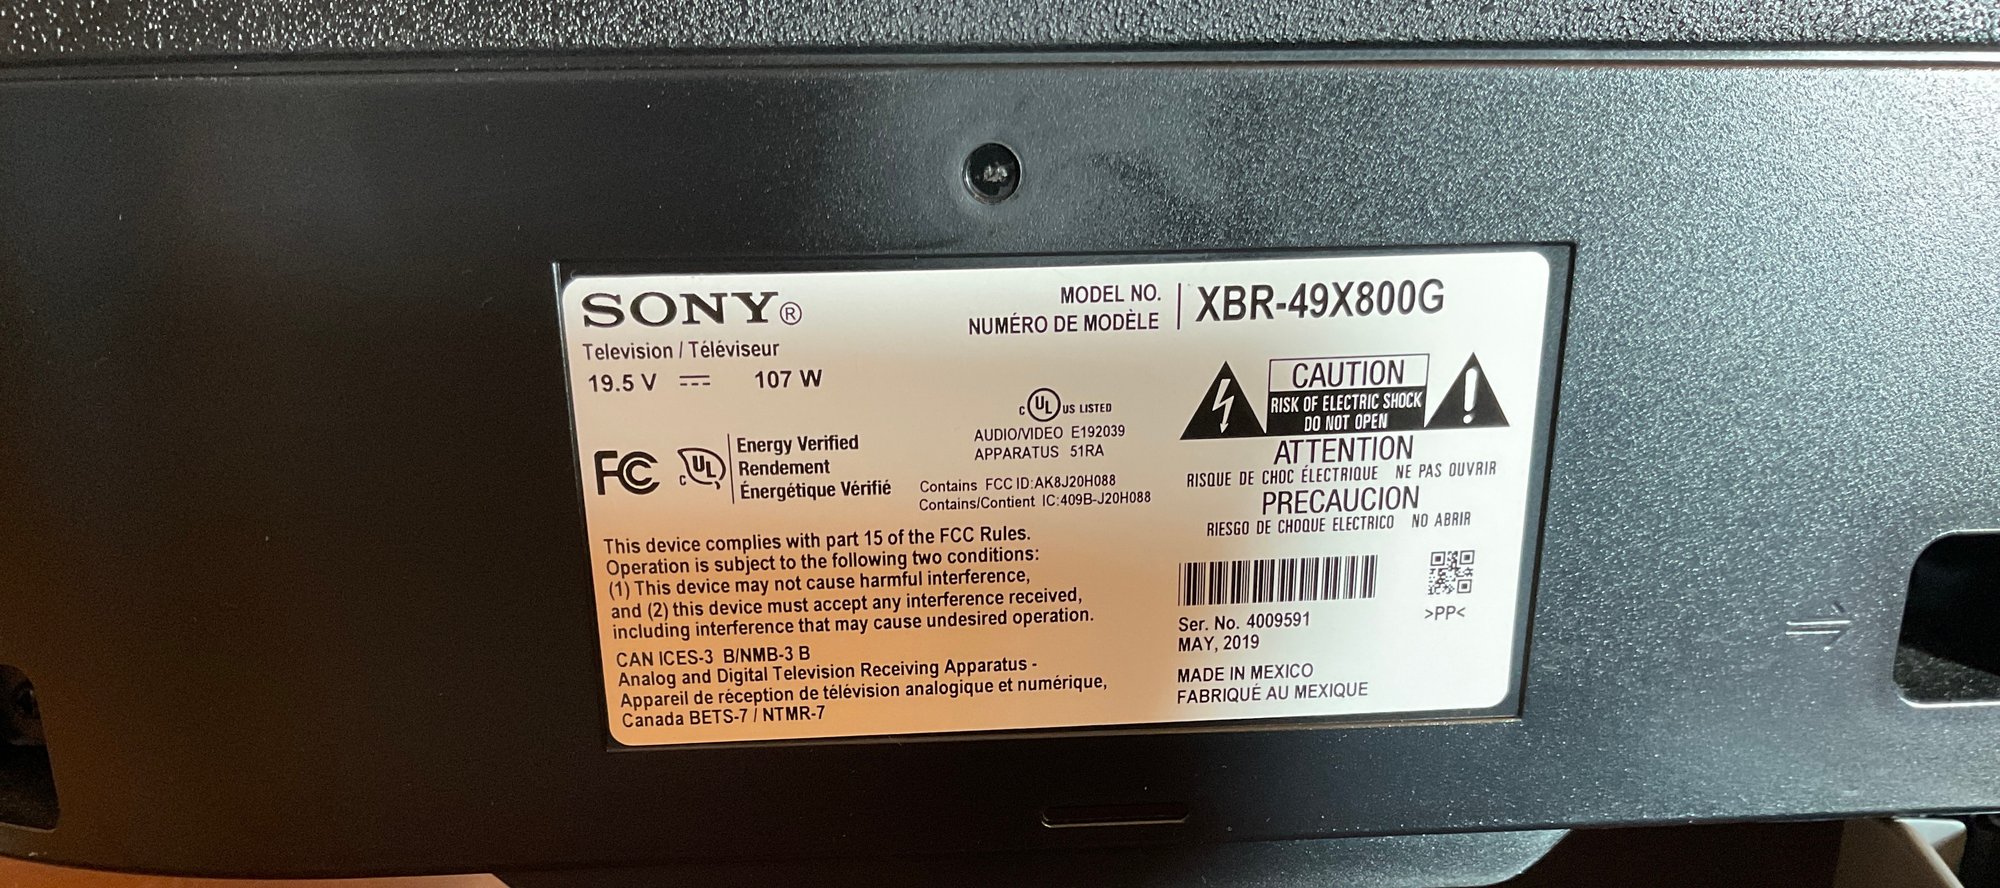 SONY®
Television / Téléviseur
19.5 V ⎓ 107 W
MODEL NO.
NUMÉRO DE MODÈLE
XBR-49X800G
FC
c UL
Energy Verified
Rendement
Énergétique Vérifié
c UL US LISTED
AUDIO/VIDEO E192039
APPARATUS 51RA
Contains FCC ID:AK8J20H088
Contains/Contient IC:409B-J20H088
CAUTION
RISK OF ELECTRIC SHOCK
DO NOT OPEN
ATTENTION
RISQUE DE CHOC ÉLECTRIQUE NE PAS OUVRIR
PRECAUCION
RIESGO DE CHOQUE ELECTRICO NO ABRIR
This device complies with part 15 of the FCC Rules.
Operation is subject to the following two conditions:
(1) This device may not cause harmful interference,
and (2) this device must accept any interference received,
including interference that may cause undesired operation.
CAN ICES-3 B/NMB-3 B
Analog and Digital Television Receiving Apparatus -
Appareil de réception de télévision analogique et numérique,
Canada BETS-7 / NTMR-7
Ser. No. 4009591
MAY, 2019
>PP<
MADE IN MEXICO
FABRIQUÉ AU MEXIQUE